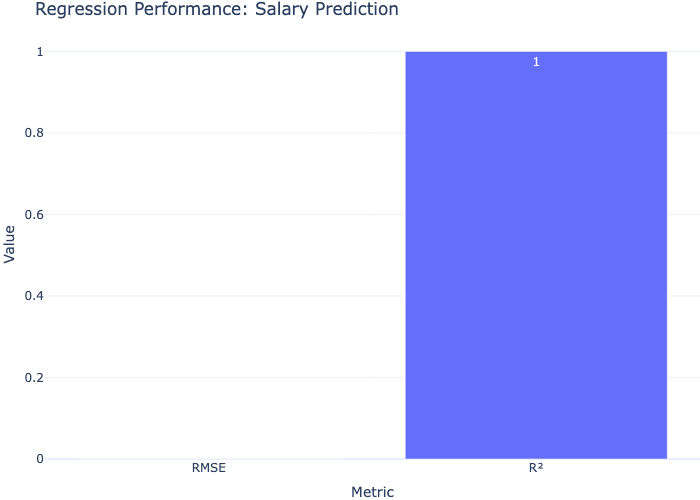 Regression Performance: Salary Prediction
1
1
0.8
0.6
0.4
0.2
0
Value
RMSE
R²
Metric